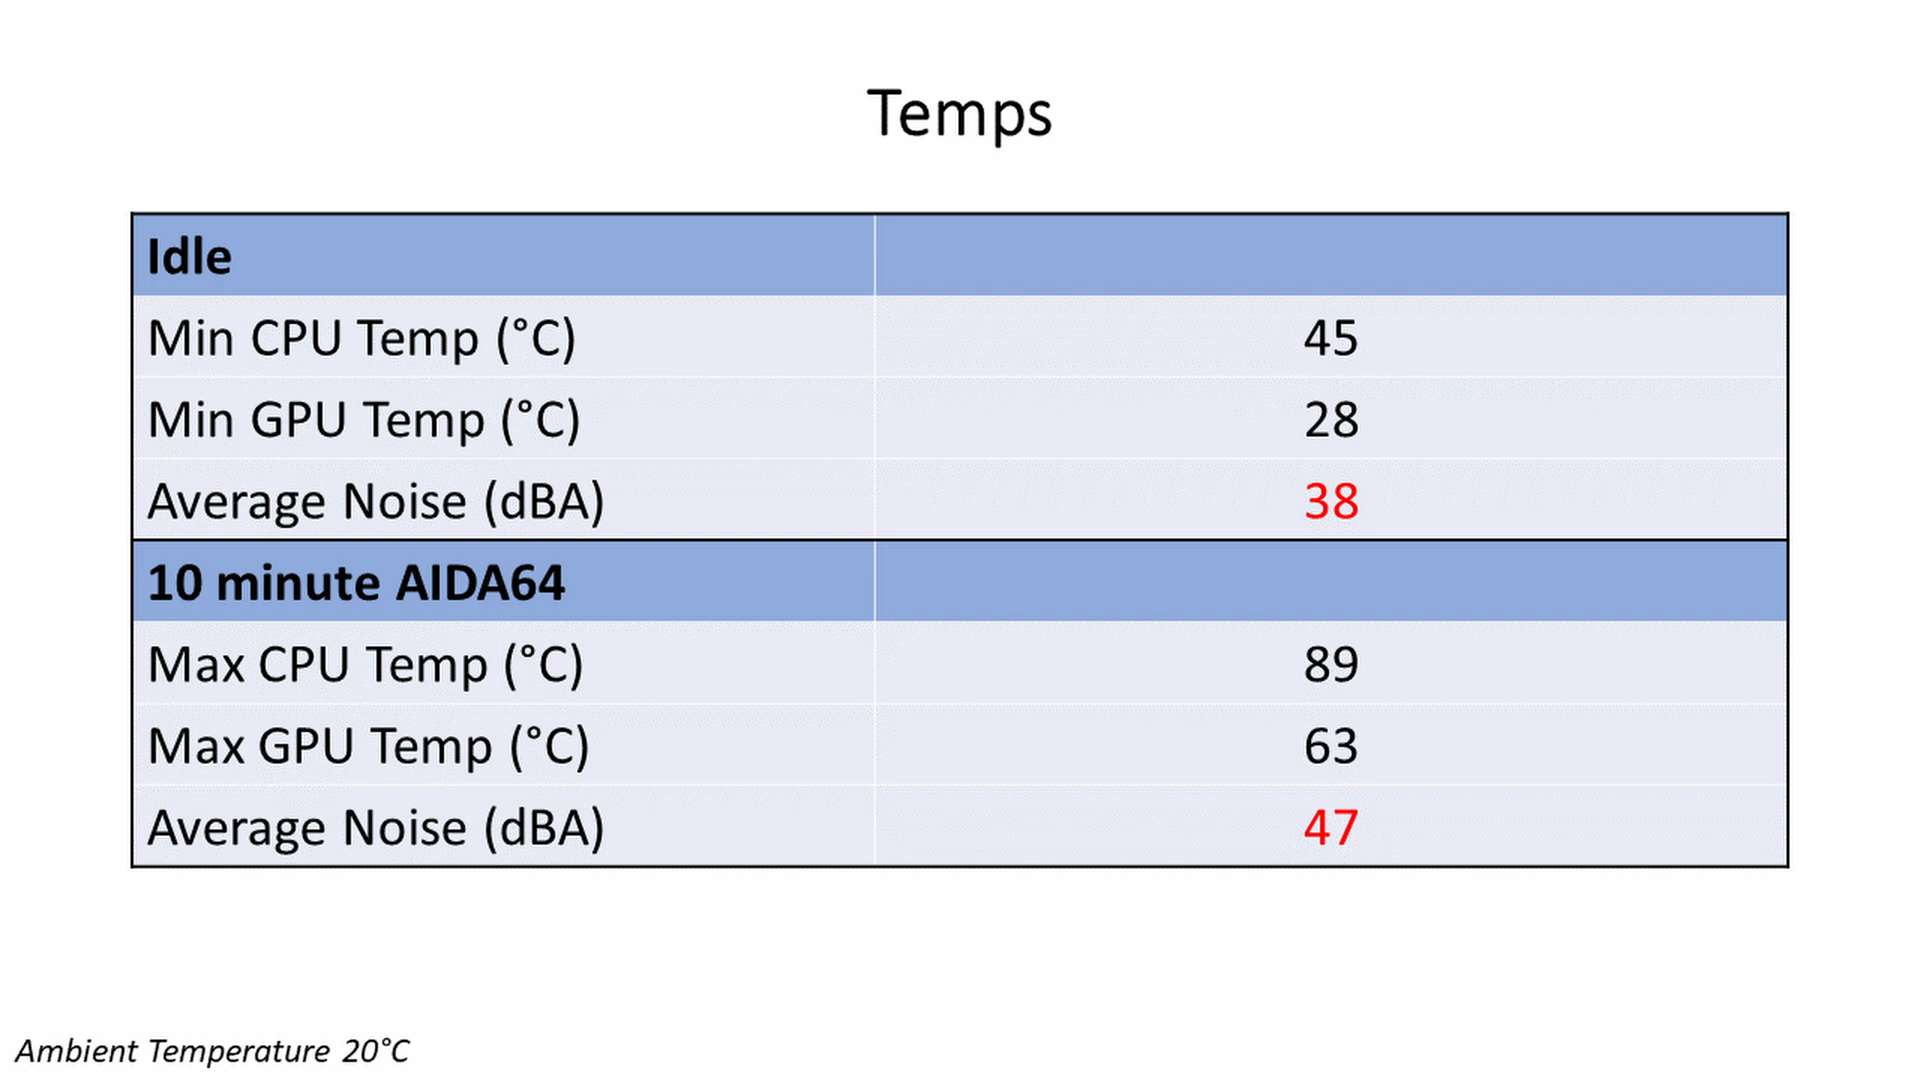 Temps
Idle
Min CPU Temp (°C) 45
Min GPU Temp (°C) 28
Average Noise (dBA) 38
10 minute AIDA64
Max CPU Temp (°C) 89
Max GPU Temp (°C) 63
Average Noise (dBA) 47
Ambient Temperature 20°C